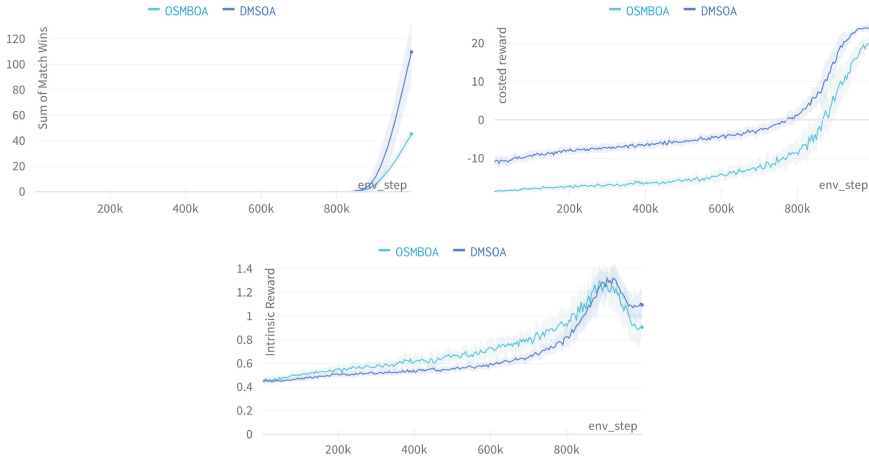 OSMBOA DMSOA
Sum of Match Wins
120
100
80
60
40
20
0
env_step
200k 400k 600k 800k
OSMBOA DMSOA
costed reward
20
10
0
-10
env_step
200k 400k 600k 800k
OSMBOA DMSOA
Intrinsic Reward
1.4
1.2
1
0.8
0.6
0.4
0.2
0
env_step
200k 400k 600k 800k